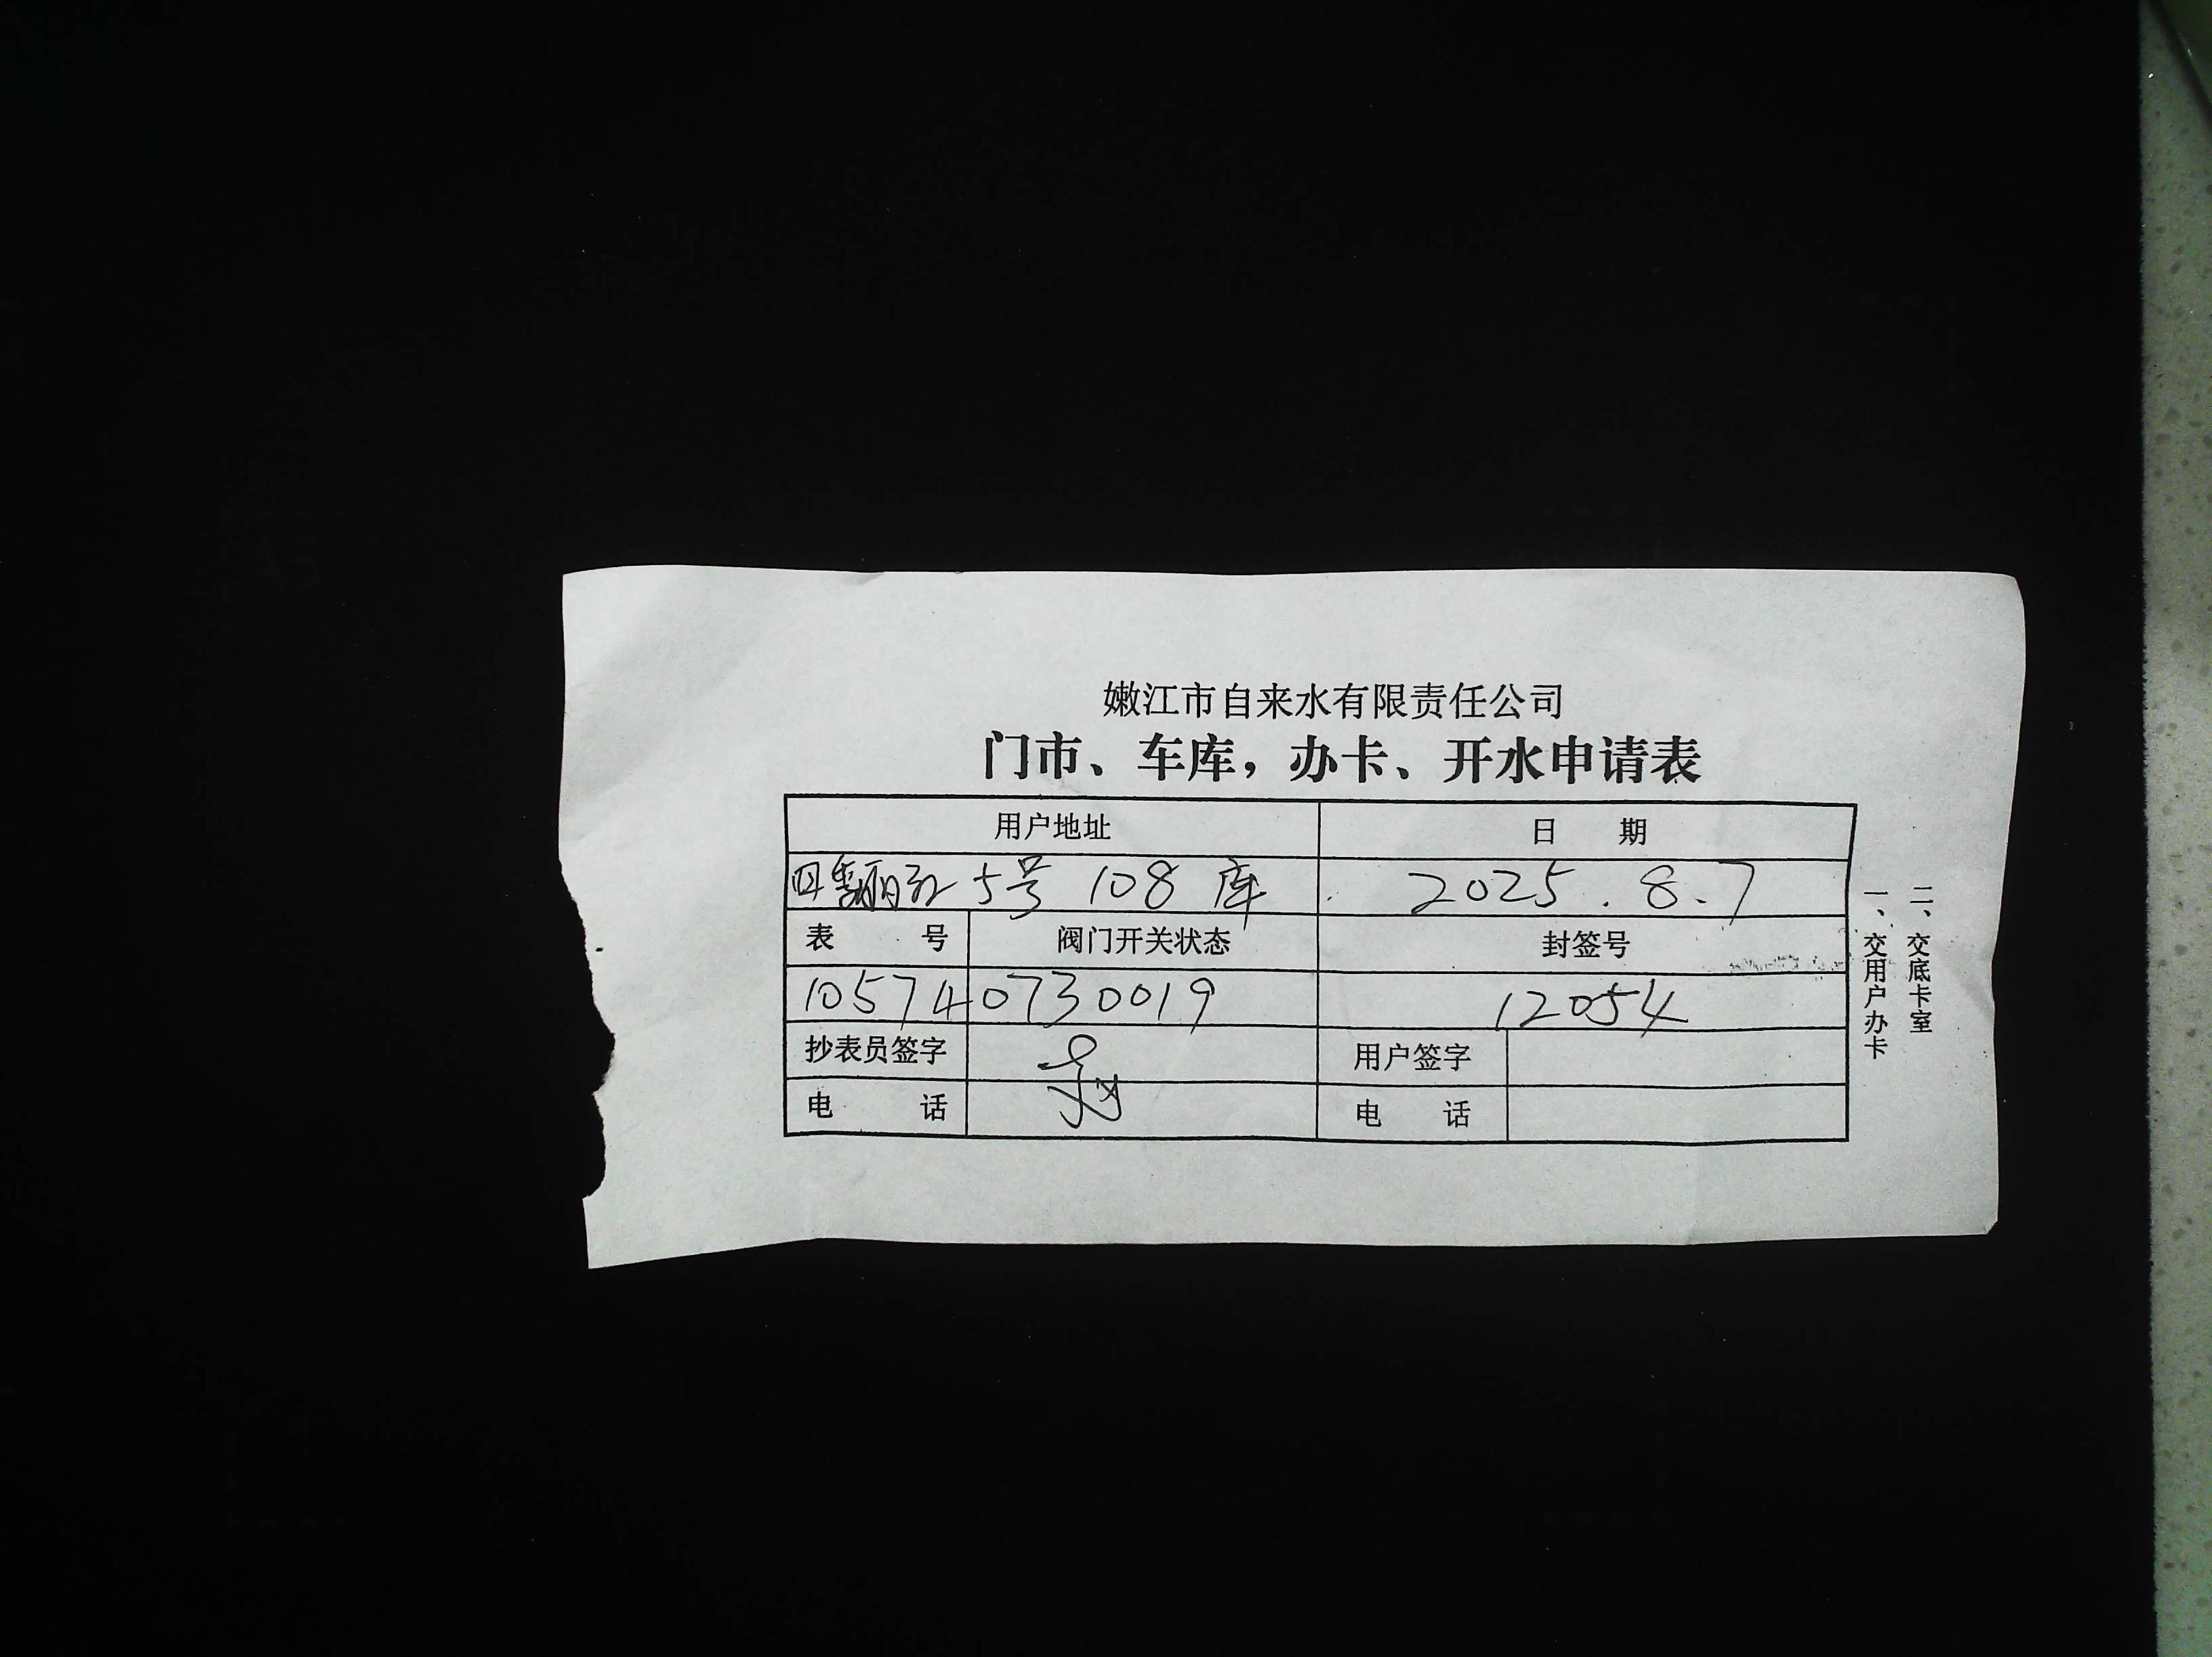 嫩江市自来水有限责任公司
门市、车库，办卡、开水申请表
用户地址 日 期
5号 108 库 2025.8.7
表 号 阀门开关状态 封签号
105740730019 12054
抄表员签字 用户签字
电 话 电 话
一、交用户办卡
二、交底卡室